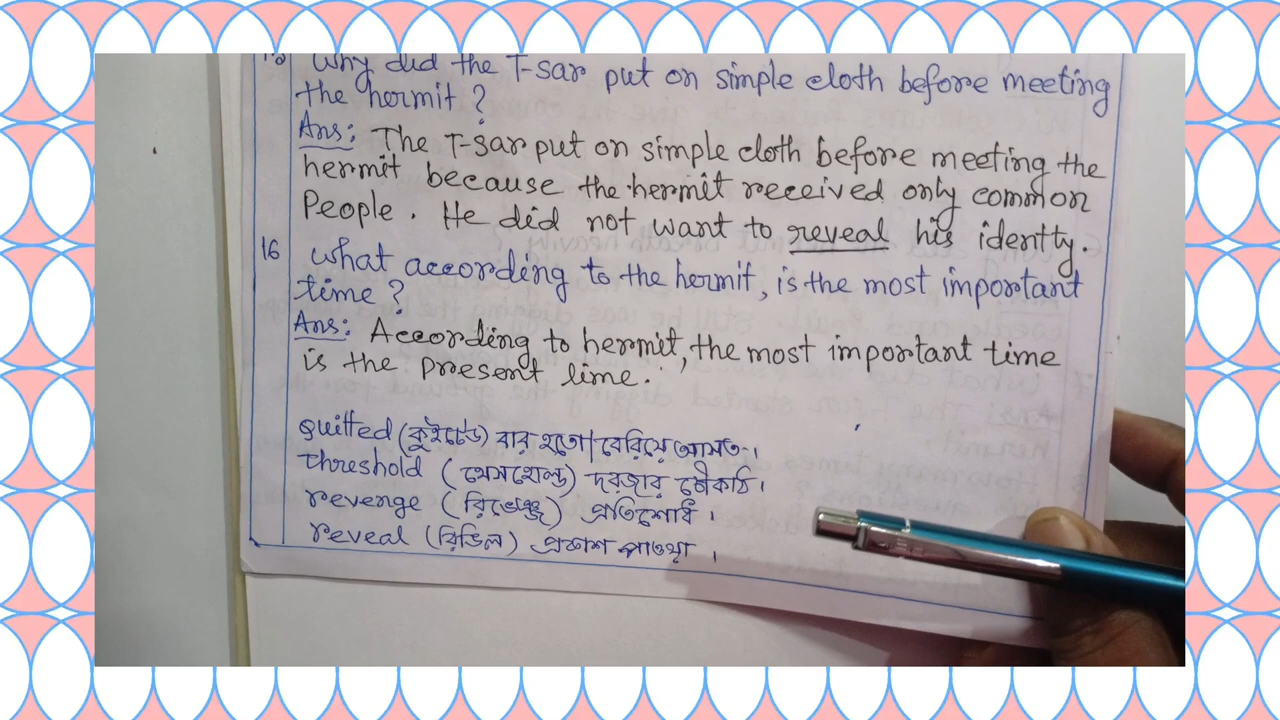 Why did the T-sar put on simple cloth before meeting
the hermit ?
Ans: The T-sar put on simple cloth before meeting the
hermit because the hermit received only common
People. He did not want to reveal his identty.
16 What according to the hermit, is the most important
time ?
Ans: According to hermit, the most important time
is the present time.
quitted (কুইটেড) বার হতো/বেরিয়ে আসত।
threshold (থ্রেসহোল্ড) দরজার চৌকাঠ।
revenge (রিভেঞ্জ) প্রতিশোধ।
reveal (রিভিল) প্রকাশ পাওয়া।